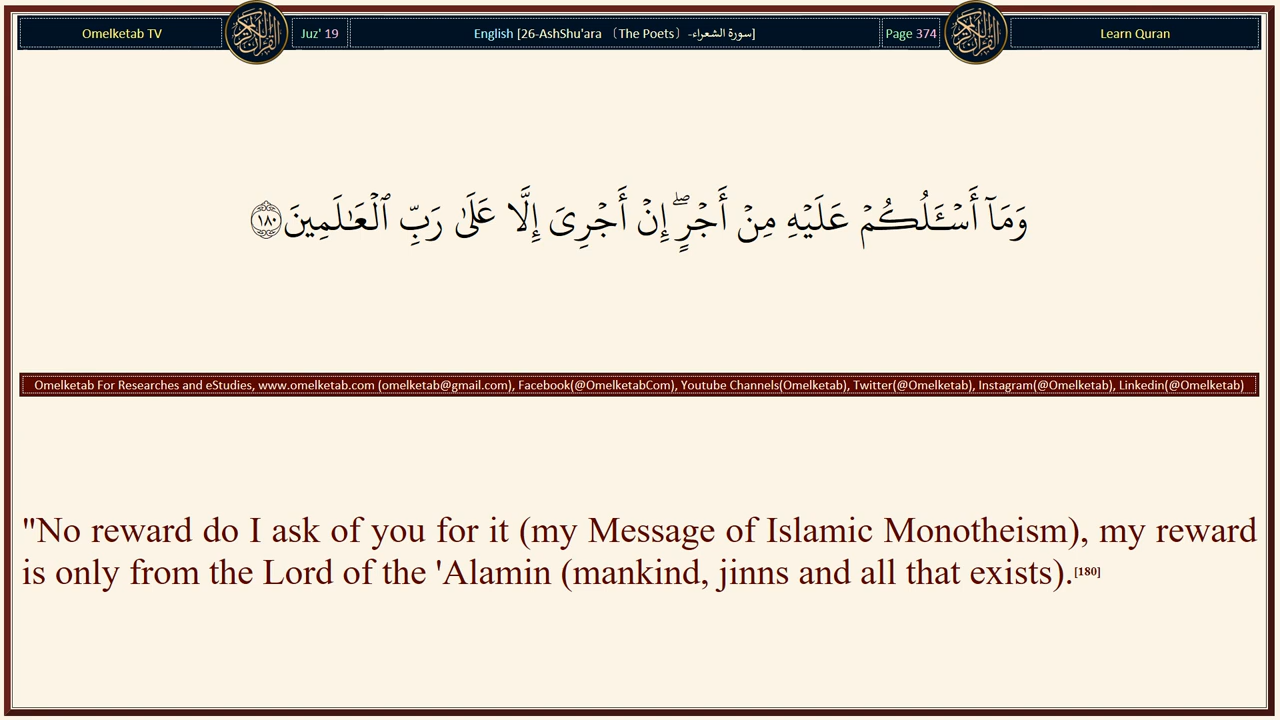 Omelketab TV
Juz' 19
English [26-AshShu'ara 〔The Poets〕 -سورة الشعراء]
Page 374
Learn Quran
وَمَآ أَسۡـَٔلُكُمۡ عَلَيۡهِ مِنۡ أَجۡرٍۖ إِنۡ أَجۡرِيَ إِلَّا عَلَىٰ رَبِّ ٱلۡعَٰلَمِينَ ١٨٠
Omelketab For Researches and eStudies, www.omelketab.com (omelketab@gmail.com), Facebook(@OmelketabCom), Youtube Channels(Omelketab), Twitter(@Omelketab), Instagram(@Omelketab), Linkedin(@Omelketab)
"No reward do I ask of you for it (my Message of Islamic Monotheism), my reward
is only from the Lord of the 'Alamin (mankind, jinns and all that exists).[180]